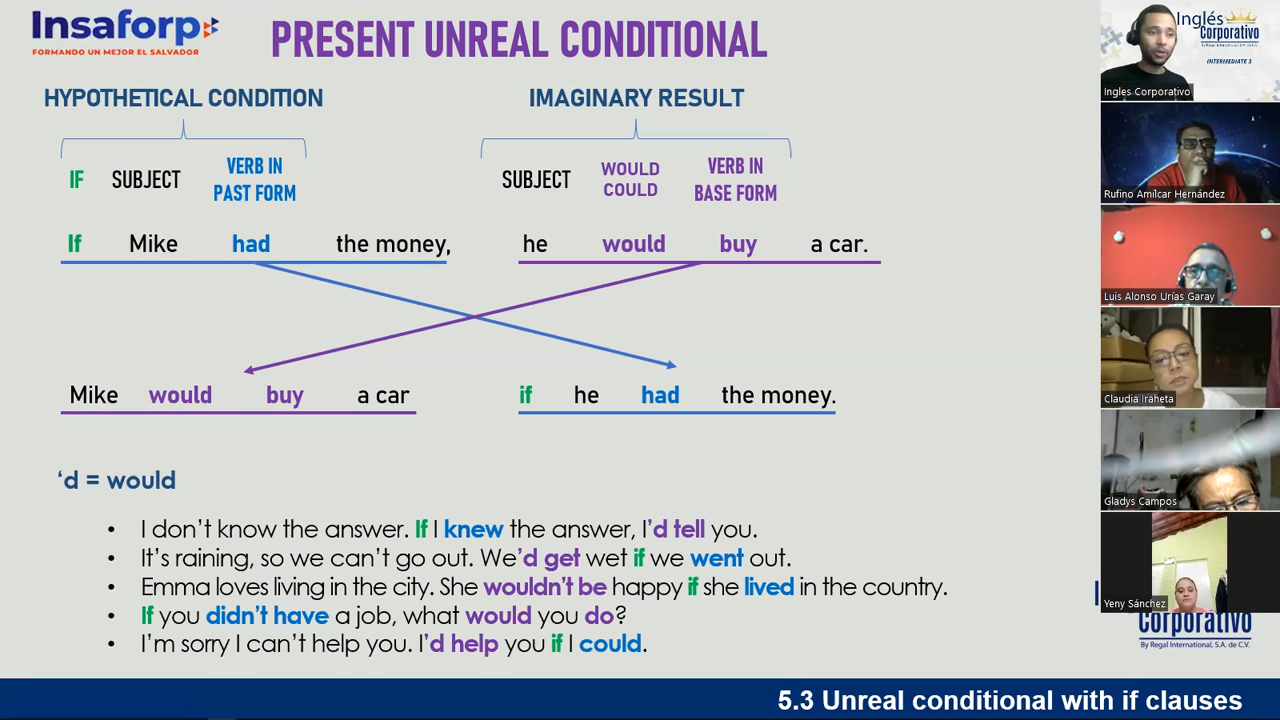 Insaforp
FORMANDO UN MEJOR EL SALVADOR
PRESENT UNREAL CONDITIONAL
HYPOTHETICAL CONDITION
IMAGINARY RESULT
IF SUBJECT VERB IN PAST FORM
SUBJECT WOULD COULD VERB IN BASE FORM
If Mike had the money, he would buy a car.
Mike would buy a car if he had the money.
‘d = would
• I don’t know the answer. If I knew the answer, I’d tell you.
• It’s raining, so we can’t go out. We’d get wet if we went out.
• Emma loves living in the city. She wouldn’t be happy if she lived in the country.
• If you didn’t have a job, what would you do?
• I’m sorry I can’t help you. I’d help you if I could.
5.3 Unreal conditional with if clauses
Inglés
Corporativo
By Regal International, S.A. de C.V.
INTERMEDIATE 3
Ingles Corporativo
Rufino Amílcar Hernández
Luis Alonso Urías Garay
Claudia Iraheta
Gladys Campos
Yeny Sánchez
Corporativo
By Regal International, S.A. de C.V.